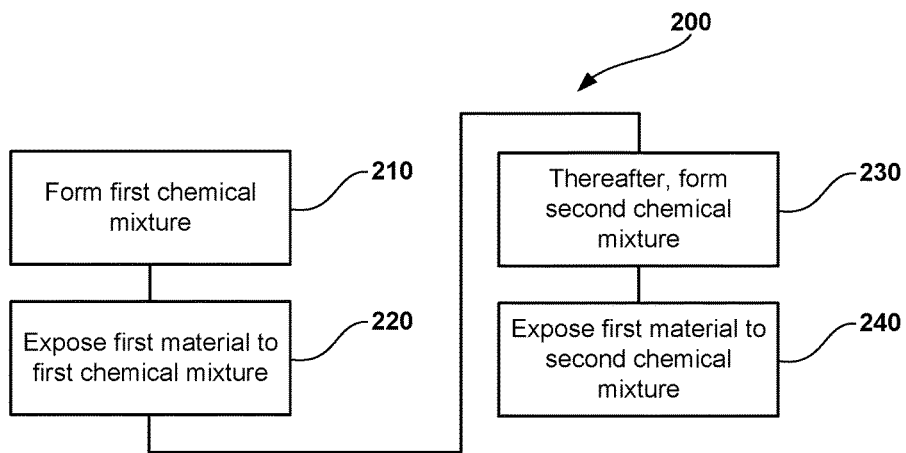 200
Form first chemical
mixture
210
Expose first material to
first chemical mixture
220
Thereafter, form
second chemical
mixture
230
Expose first material to
second chemical
mixture
240